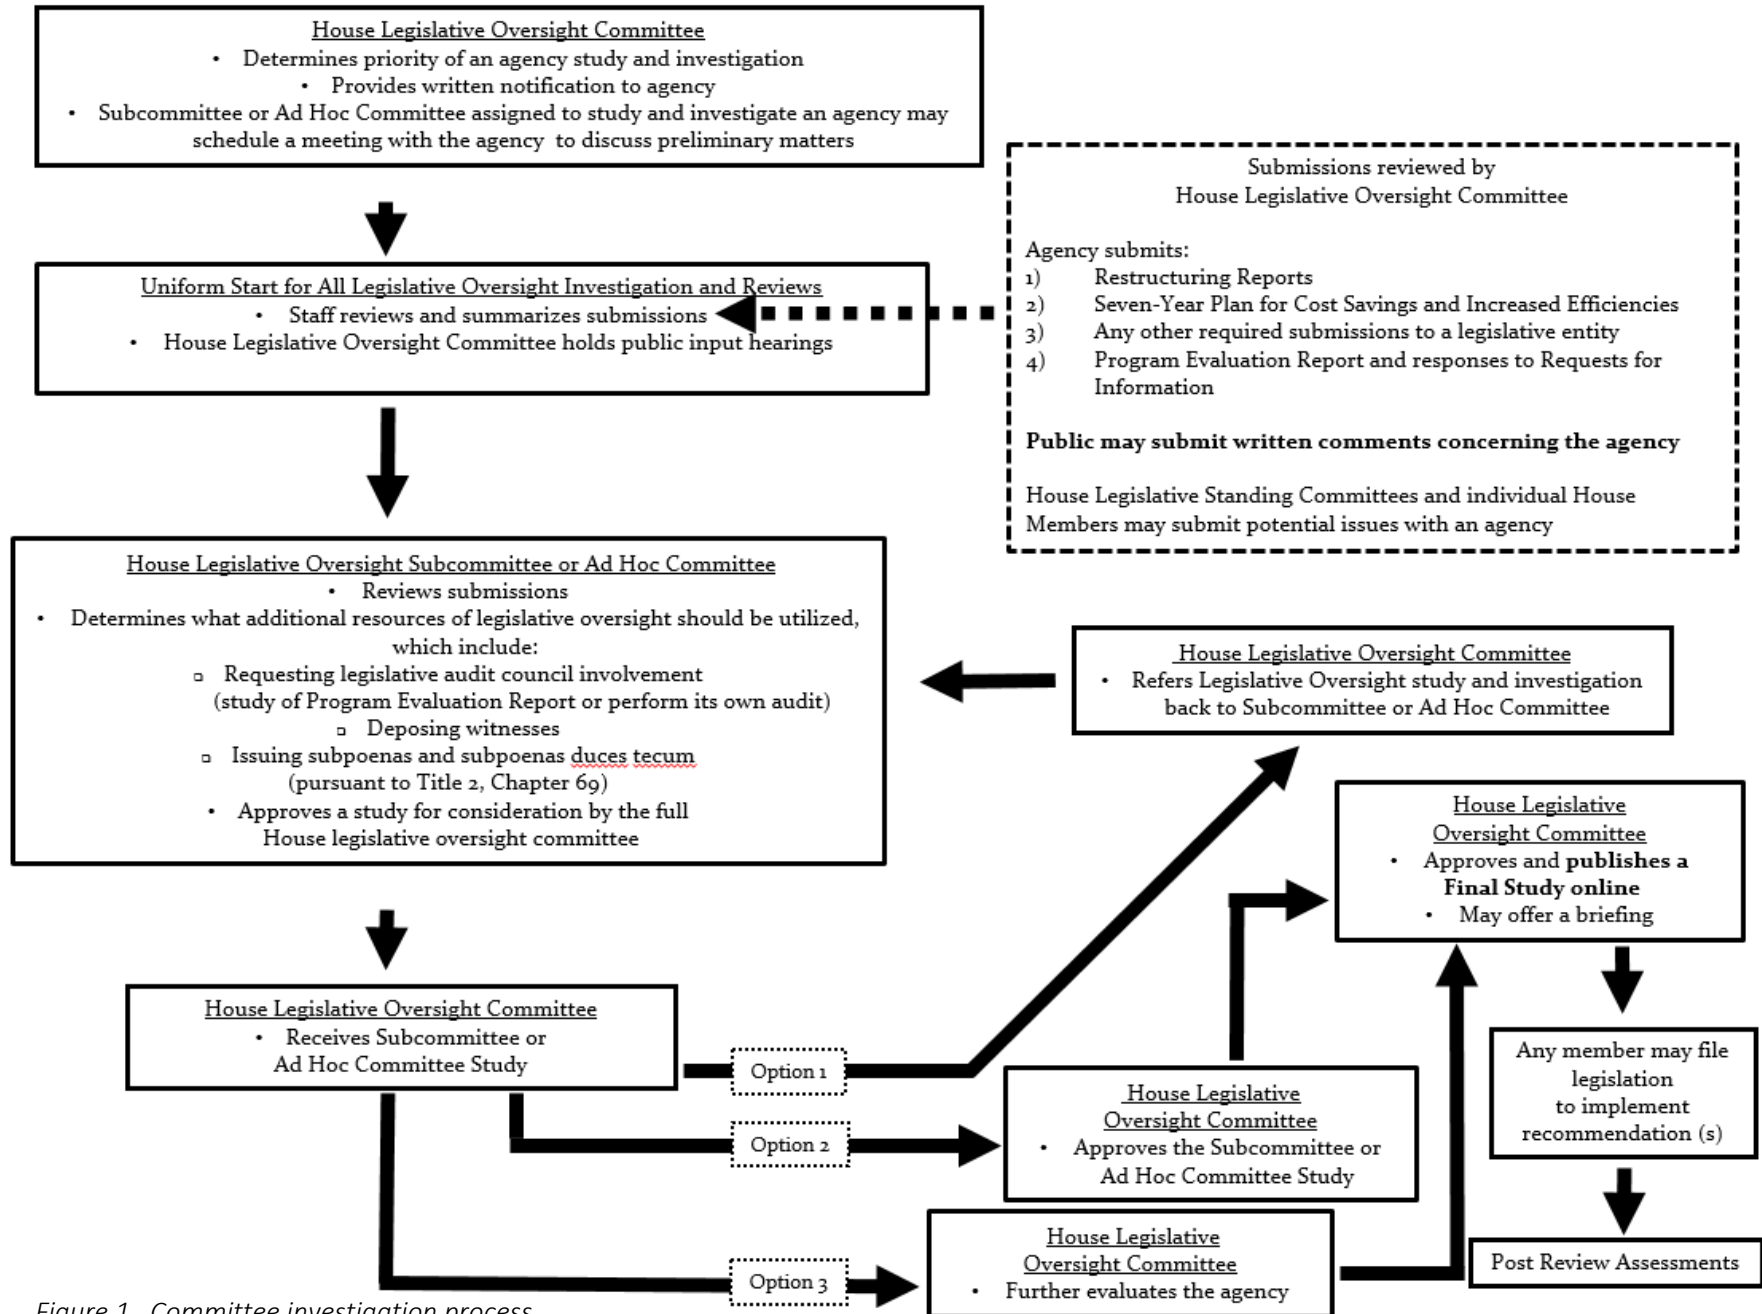 House Legislative Oversight Committee
• Determines priority of an agency study and investigation
• Provides written notification to agency
• Subcommittee or Ad Hoc Committee assigned to study and investigate an agency may
schedule a meeting with the agency to discuss preliminary matters
Submissions reviewed by
House Legislative Oversight Committee
Agency submits:
1) Restructuring Reports
2) Seven-Year Plan for Cost Savings and Increased Efficiencies
3) Any other required submissions to a legislative entity
4) Program Evaluation Report and responses to Requests for
Information
Public may submit written comments concerning the agency
House Legislative Standing Committees and individual House
Members may submit potential issues with an agency
Uniform Start for All Legislative Oversight Investigation and Reviews
• Staff reviews and summarizes submissions
• House Legislative Oversight Committee holds public input hearings
House Legislative Oversight Subcommittee or Ad Hoc Committee
• Reviews submissions
• Determines what additional resources of legislative oversight should be utilized,
which include:
▫ Requesting legislative audit council involvement
(study of Program Evaluation Report or perform its own audit)
▫ Deposing witnesses
▫ Issuing subpoenas and subpoenas duces tecum
(pursuant to Title 2, Chapter 69)
• Approves a study for consideration by the full
House legislative oversight committee
House Legislative Oversight Committee
• Refers Legislative Oversight study and investigation
back to Subcommittee or Ad Hoc Committee
House Legislative
Oversight Committee
• Approves and publishes a
Final Study online
• May offer a briefing
House Legislative Oversight Committee
• Receives Subcommittee or
Ad Hoc Committee Study
Option 1
Option 2
Option 3
House Legislative
Oversight Committee
• Approves the Subcommittee or
Ad Hoc Committee Study
House Legislative
Oversight Committee
• Further evaluates the agency
Any member may file
legislation
to implement
recommendation (s)
Post Review Assessments
Figure 1. Committee investigation process